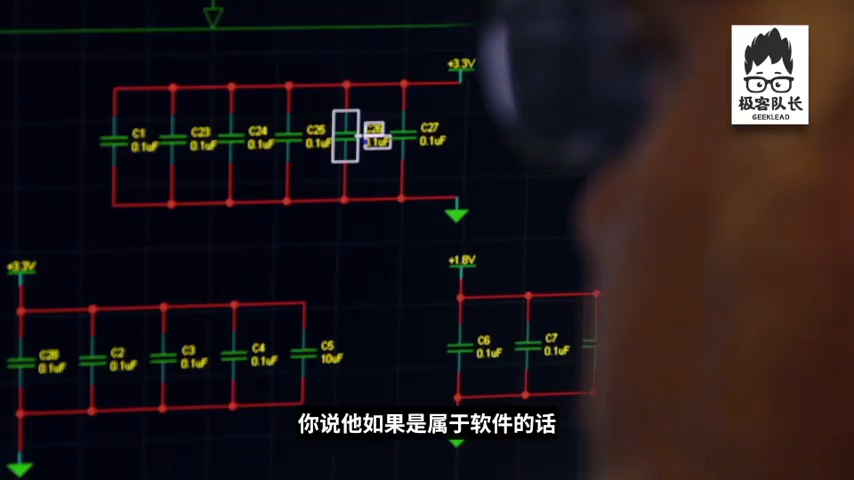 极客队长
GEEKLEAD
+3.3V
C1
0.1uF
C23
0.1uF
C24
0.1uF
C25
0.1uF
C27
0.1uF
+3.3V
C2
0.1uF
C3
0.1uF
C4
0.1uF
C5
10uF
0.1uF
+1.8V
C6
0.1uF
C7
0.1uF
你说他如果是属于软件的话